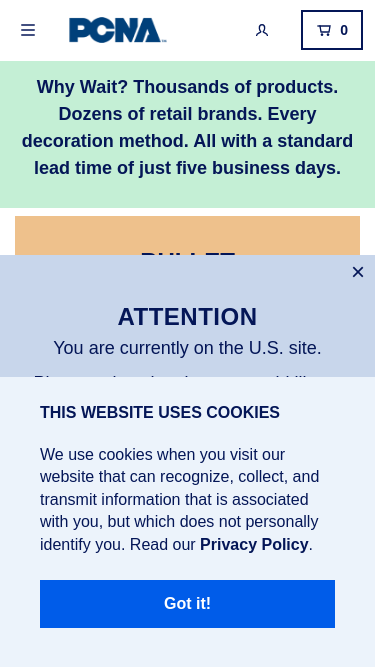 PCNA
0
Why Wait? Thousands of products.
Dozens of retail brands. Every
decoration method. All with a standard
lead time of just five business days.
ATTENTION
You are currently on the U.S. site.
THIS WEBSITE USES COOKIES
We use cookies when you visit our
website that can recognize, collect, and
transmit information that is associated
with you, but which does not personally
identify you. Read our Privacy Policy.
Got it!